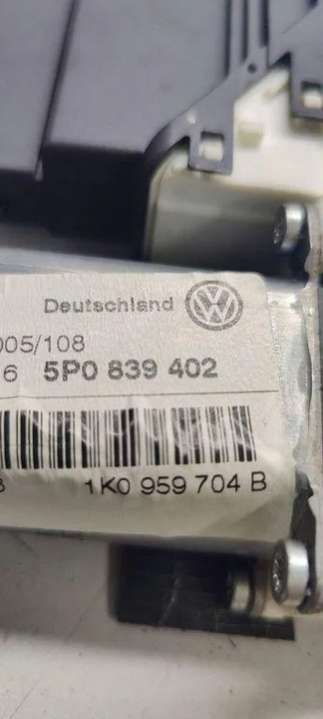 Deutschland
005/108
6 5P0 839 402
1K0 959 704 B